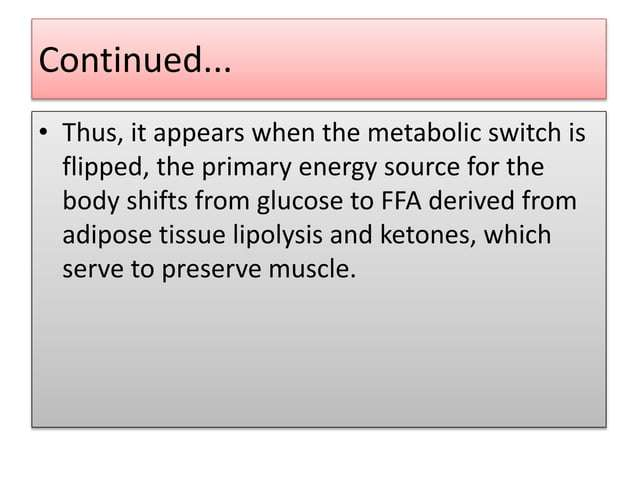 Continued...
• Thus, it appears when the metabolic switch is
flipped, the primary energy source for the
body shifts from glucose to FFA derived from
adipose tissue lipolysis and ketones, which
serve to preserve muscle.